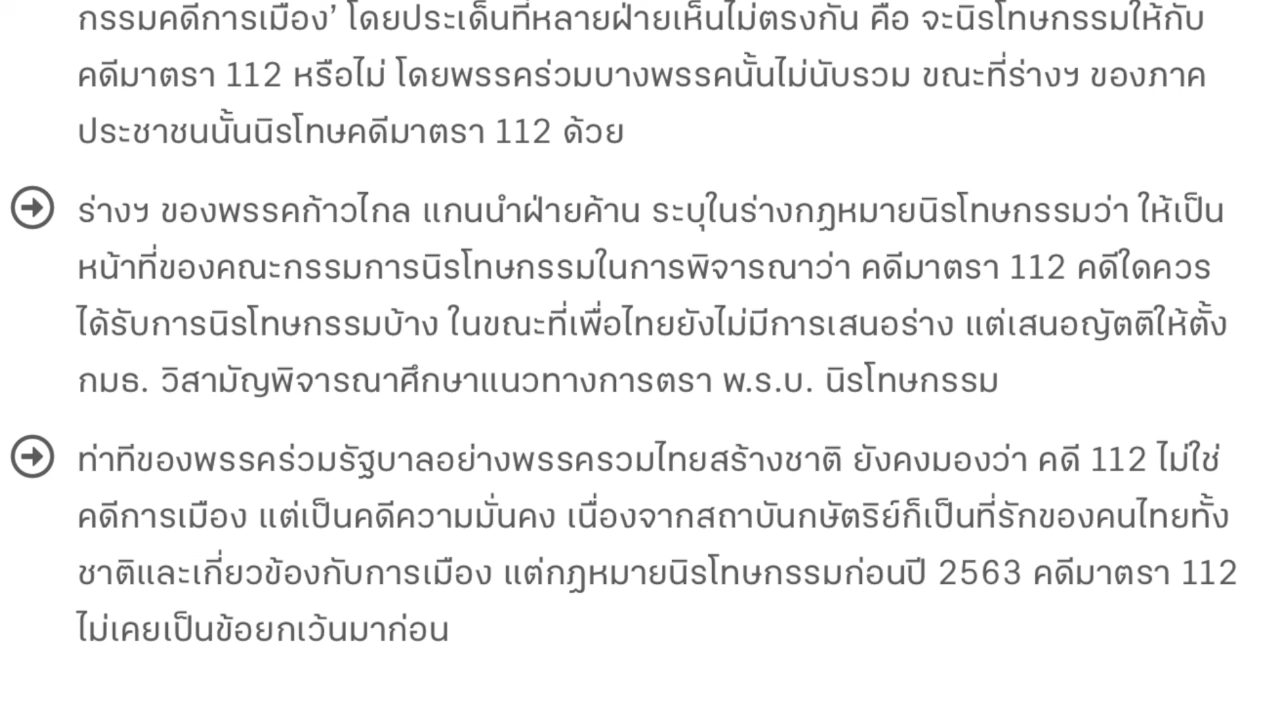 กรรมคดีการเมือง’ โดยประเด็นที่หลายฝ่ายเห็นไม่ตรงกัน คือ จะนิรโทษกรรมให้กับ
คดีมาตรา 112 หรือไม่ โดยพรรคร่วมบางพรรคนั้นไม่นับรวม ขณะที่ร่างฯ ของภาค
ประชาชนนั้นนิรโทษคดีมาตรา 112 ด้วย
ร่างฯ ของพรรคก้าวไกล แกนนำฝ่ายค้าน ระบุในร่างกฎหมายนิรโทษกรรมว่า ให้เป็น
หน้าที่ของคณะกรรมการนิรโทษกรรมในการพิจารณาว่า คดีมาตรา 112 คดีใดควร
ได้รับการนิรโทษกรรมบ้าง ในขณะที่เพื่อไทยยังไม่มีการเสนอร่าง แต่เสนอญัตติให้ตั้ง
กมธ. วิสามัญพิจารณาศึกษาแนวทางการตรา พ.ร.บ. นิรโทษกรรม
ท่าทีของพรรคร่วมรัฐบาลอย่างพรรครวมไทยสร้างชาติ ยังคงมองว่า คดี 112 ไม่ใช่
คดีการเมือง แต่เป็นคดีความมั่นคง เนื่องจากสถาบันกษัตริย์ก็เป็นที่รักของคนไทยทั้ง
ชาติและเกี่ยวข้องกับการเมือง แต่กฎหมายนิรโทษกรรมก่อนปี 2563 คดีมาตรา 112
ไม่เคยเป็นข้อยกเว้นมาก่อน